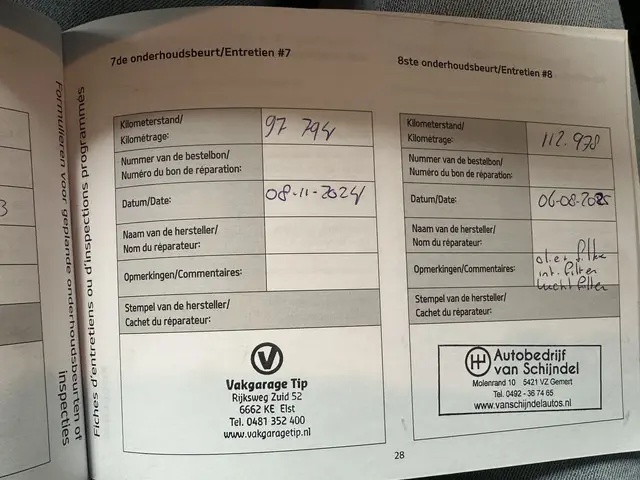 Formulieren voor geplande onderhoudsbeurten of inspecties
Fiches d'entretiens ou d'inspections programmés
3
7de onderhoudsbeurt/Entretien #7
Kilometerstand/
Kilométrage:
97 794
Nummer van de bestelbon/
Numéro du bon de réparation:
Datum/Date:
08-11-2024
Naam van de hersteller/
Nom du réparateur:
Opmerkingen/Commentaires:
Stempel van de hersteller/
Cachet du réparateur:
V
Vakgarage Tip
Rijksweg Zuid 52
6662 KE Elst
Tel. 0481 352 400
www.vakgaragetip.nl
8ste onderhoudsbeurt/Entretien #8
Kilometerstand/
Kilométrage:
112.978
Nummer van de bestelbon/
Numéro du bon de réparation:
Datum/Date:
06-08-2025
Naam van de hersteller/
Nom du réparateur:
Opmerkingen/Commentaires:
filter
int. filter
lucht filter
Stempel van de hersteller/
Cachet du réparateur:
Autobedrijf
van Schijndel
Molenrand 10 5421 VZ Gemert
Tel. 0492 - 36 74 65
www.vanschijndelautos.nl
28